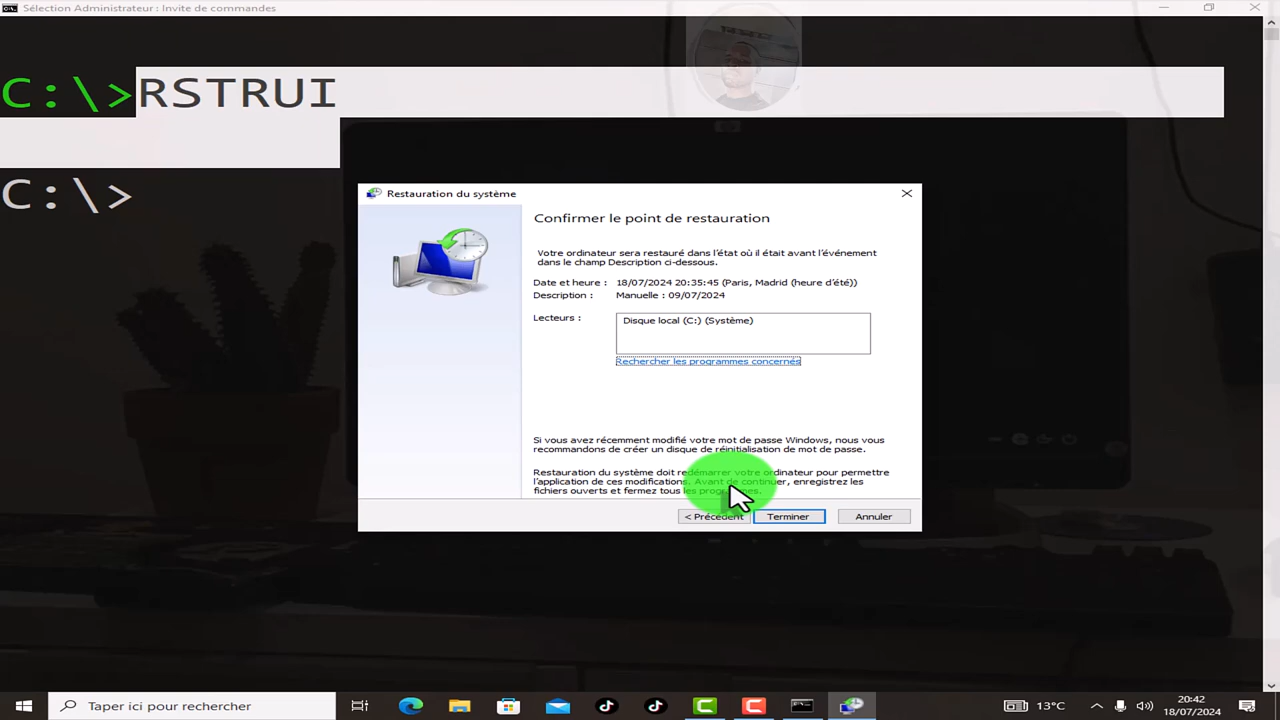 Sélection Administrateur : Invite de commandes
C:\>RSTRUI
C:\>
Restauration du système
Confirmer le point de restauration
Votre ordinateur sera restauré dans l'état où il était avant l'événement
dans le champ Description ci-dessous.
Date et heure : 18/07/2024 20:35:45 (Paris, Madrid (heure d'été))
Description : Manuelle : 09/07/2024
Lecteurs : Disque local (C:) (Système)
Rechercher les programmes concernés
Si vous avez récemment modifié votre mot de passe Windows, nous vous
recommandons de créer un disque de réinitialisation de mot de passe.
Restauration du système doit redémarrer votre ordinateur pour permettre
l'application de ces modifications. Avant de continuer, enregistrez les
fichiers ouverts et fermez tous les programmes.
< Précédent Terminer Annuler
Taper ici pour rechercher 13°C 20:42
18/07/2024